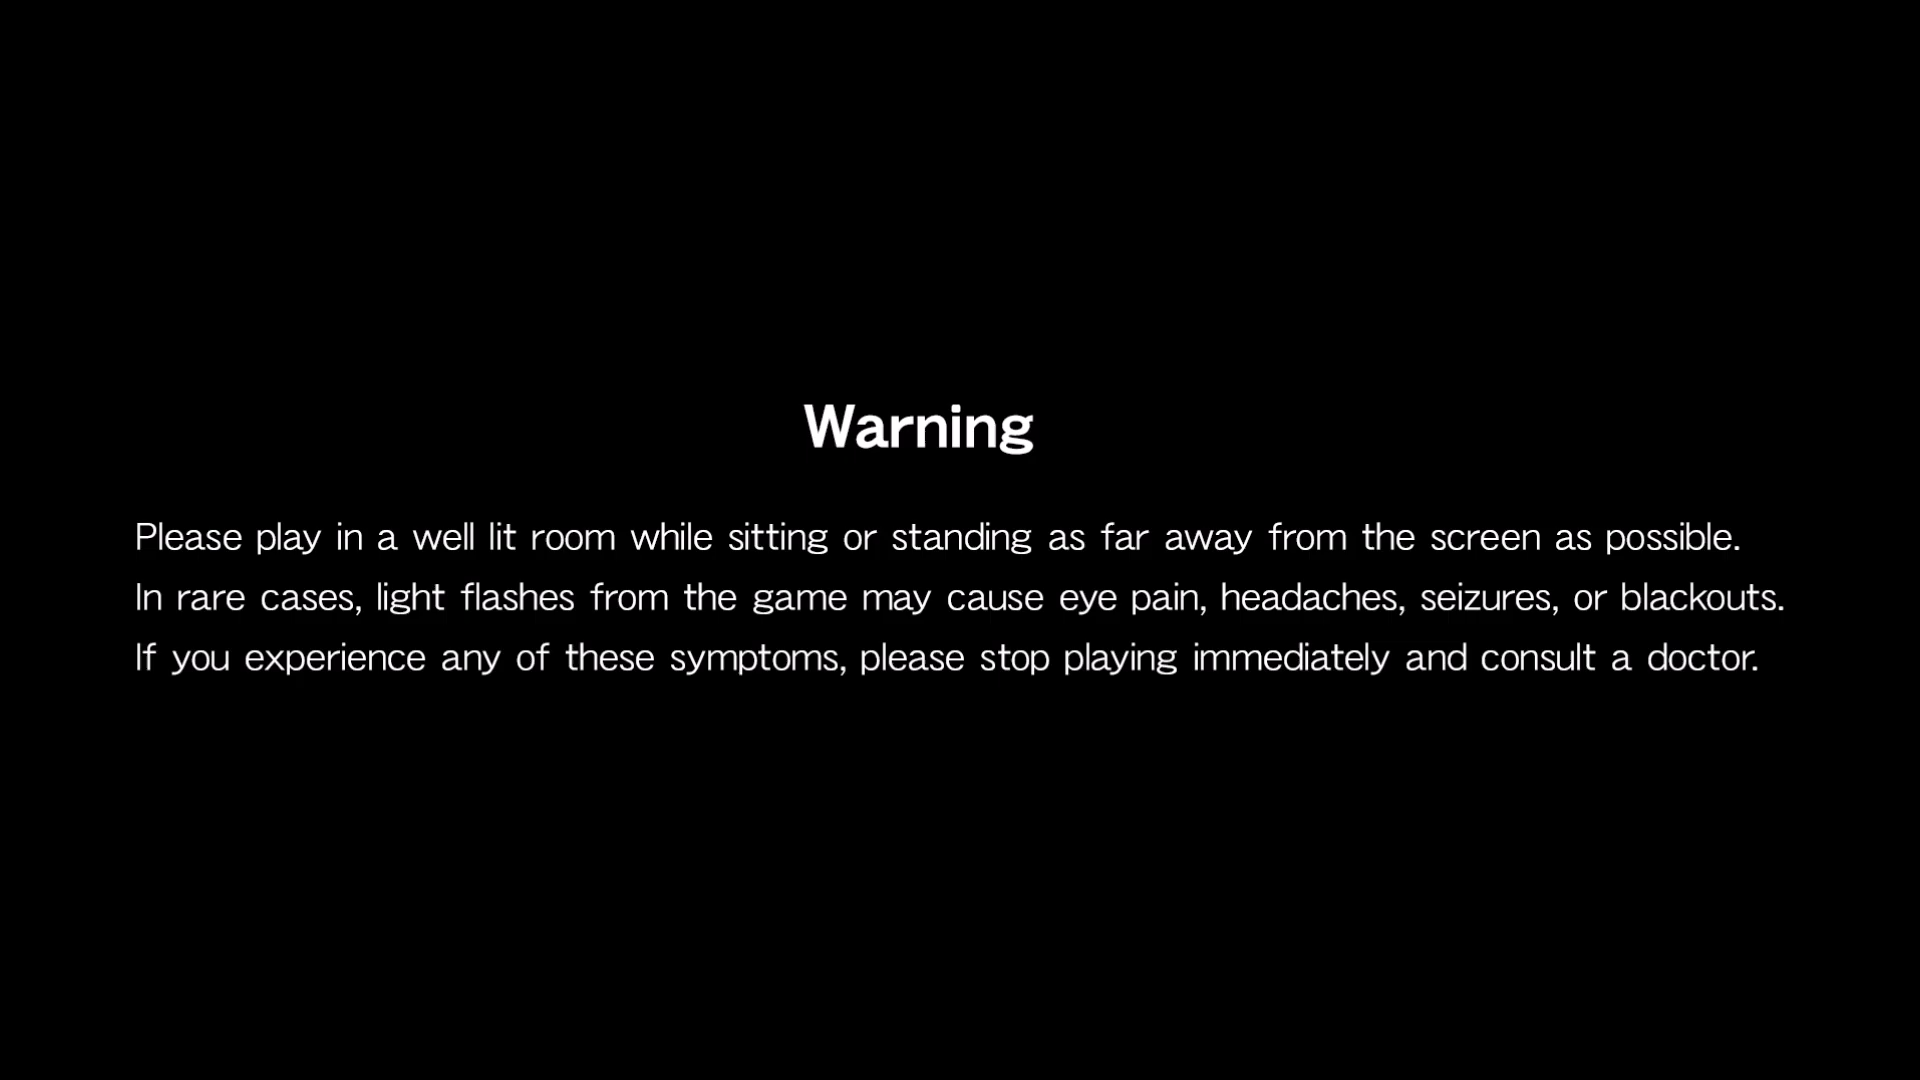 Warning
Please play in a well lit room while sitting or standing as far away from the screen as possible.
In rare cases, light flashes from the game may cause eye pain, headaches, seizures, or blackouts.
If you experience any of these symptoms, please stop playing immediately and consult a doctor.